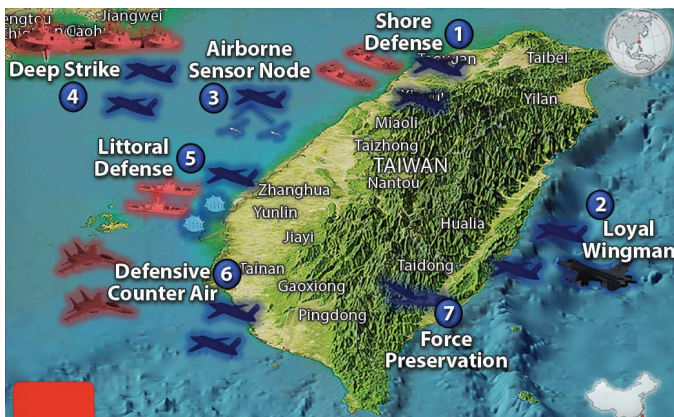 Jiangwei
Shore
Defense
1
Airborne
Sensor Node
3
Deep Strike
4
Taibei
Yilan
Miaoli
Taizhong
TAIWAN
Nantou
Littoral
Defense
5
Zhanghua
Yunlin
Jiayi
Hualia
2
Loyal
Wingman
Defensive
Counter Air
6
Tainan
Gaoxiong
Pingdong
Taidong
7
Force
Preservation